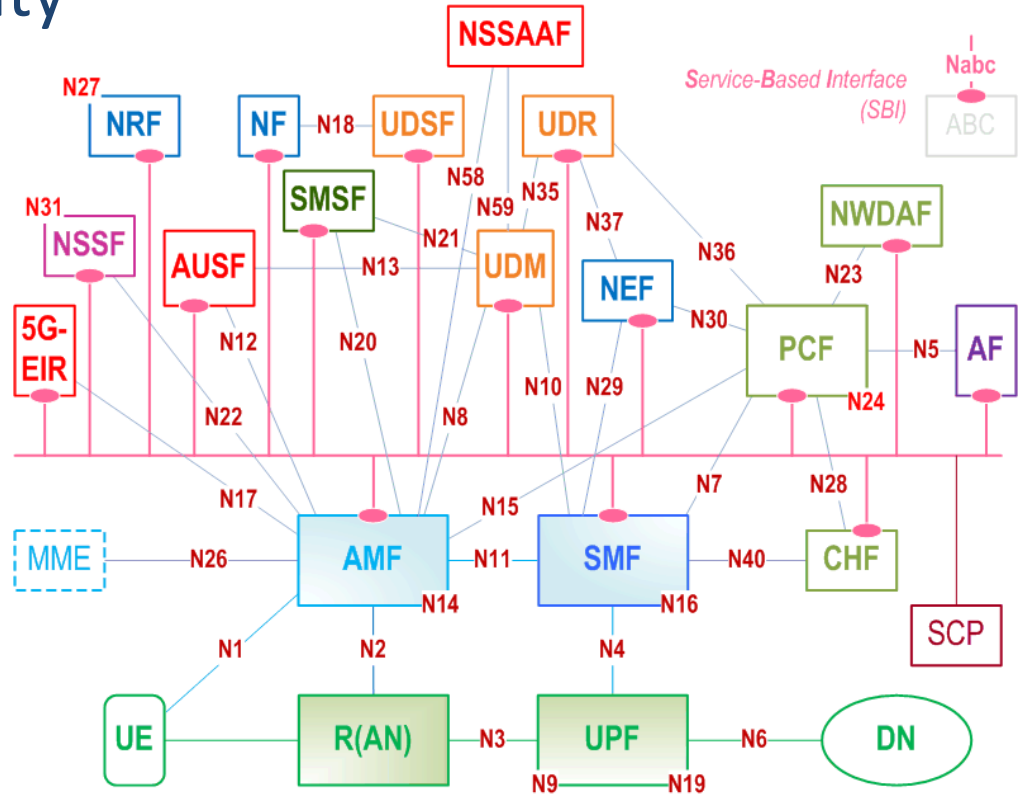 ity
NSSAAF
Service-Based Interface
(SBI)
Nabc
ABC
N27
NRF
NF
N18
UDSF
UDR
N58
N35
SMSF
N59
N37
NWDAF
N31
NSSF
N21
N36
AUSF
N13
UDM
N23
NEF
5G-
EIR
N12
N20
N30
PCF
N5
AF
N22
N8
N10
N29
N24
N17
N15
N7
N28
MME
N26
AMF
N11
SMF
N40
CHF
N14
N16
SCP
N1
N2
N4
UE
R(AN)
N3
UPF
N6
DN
N9
N19